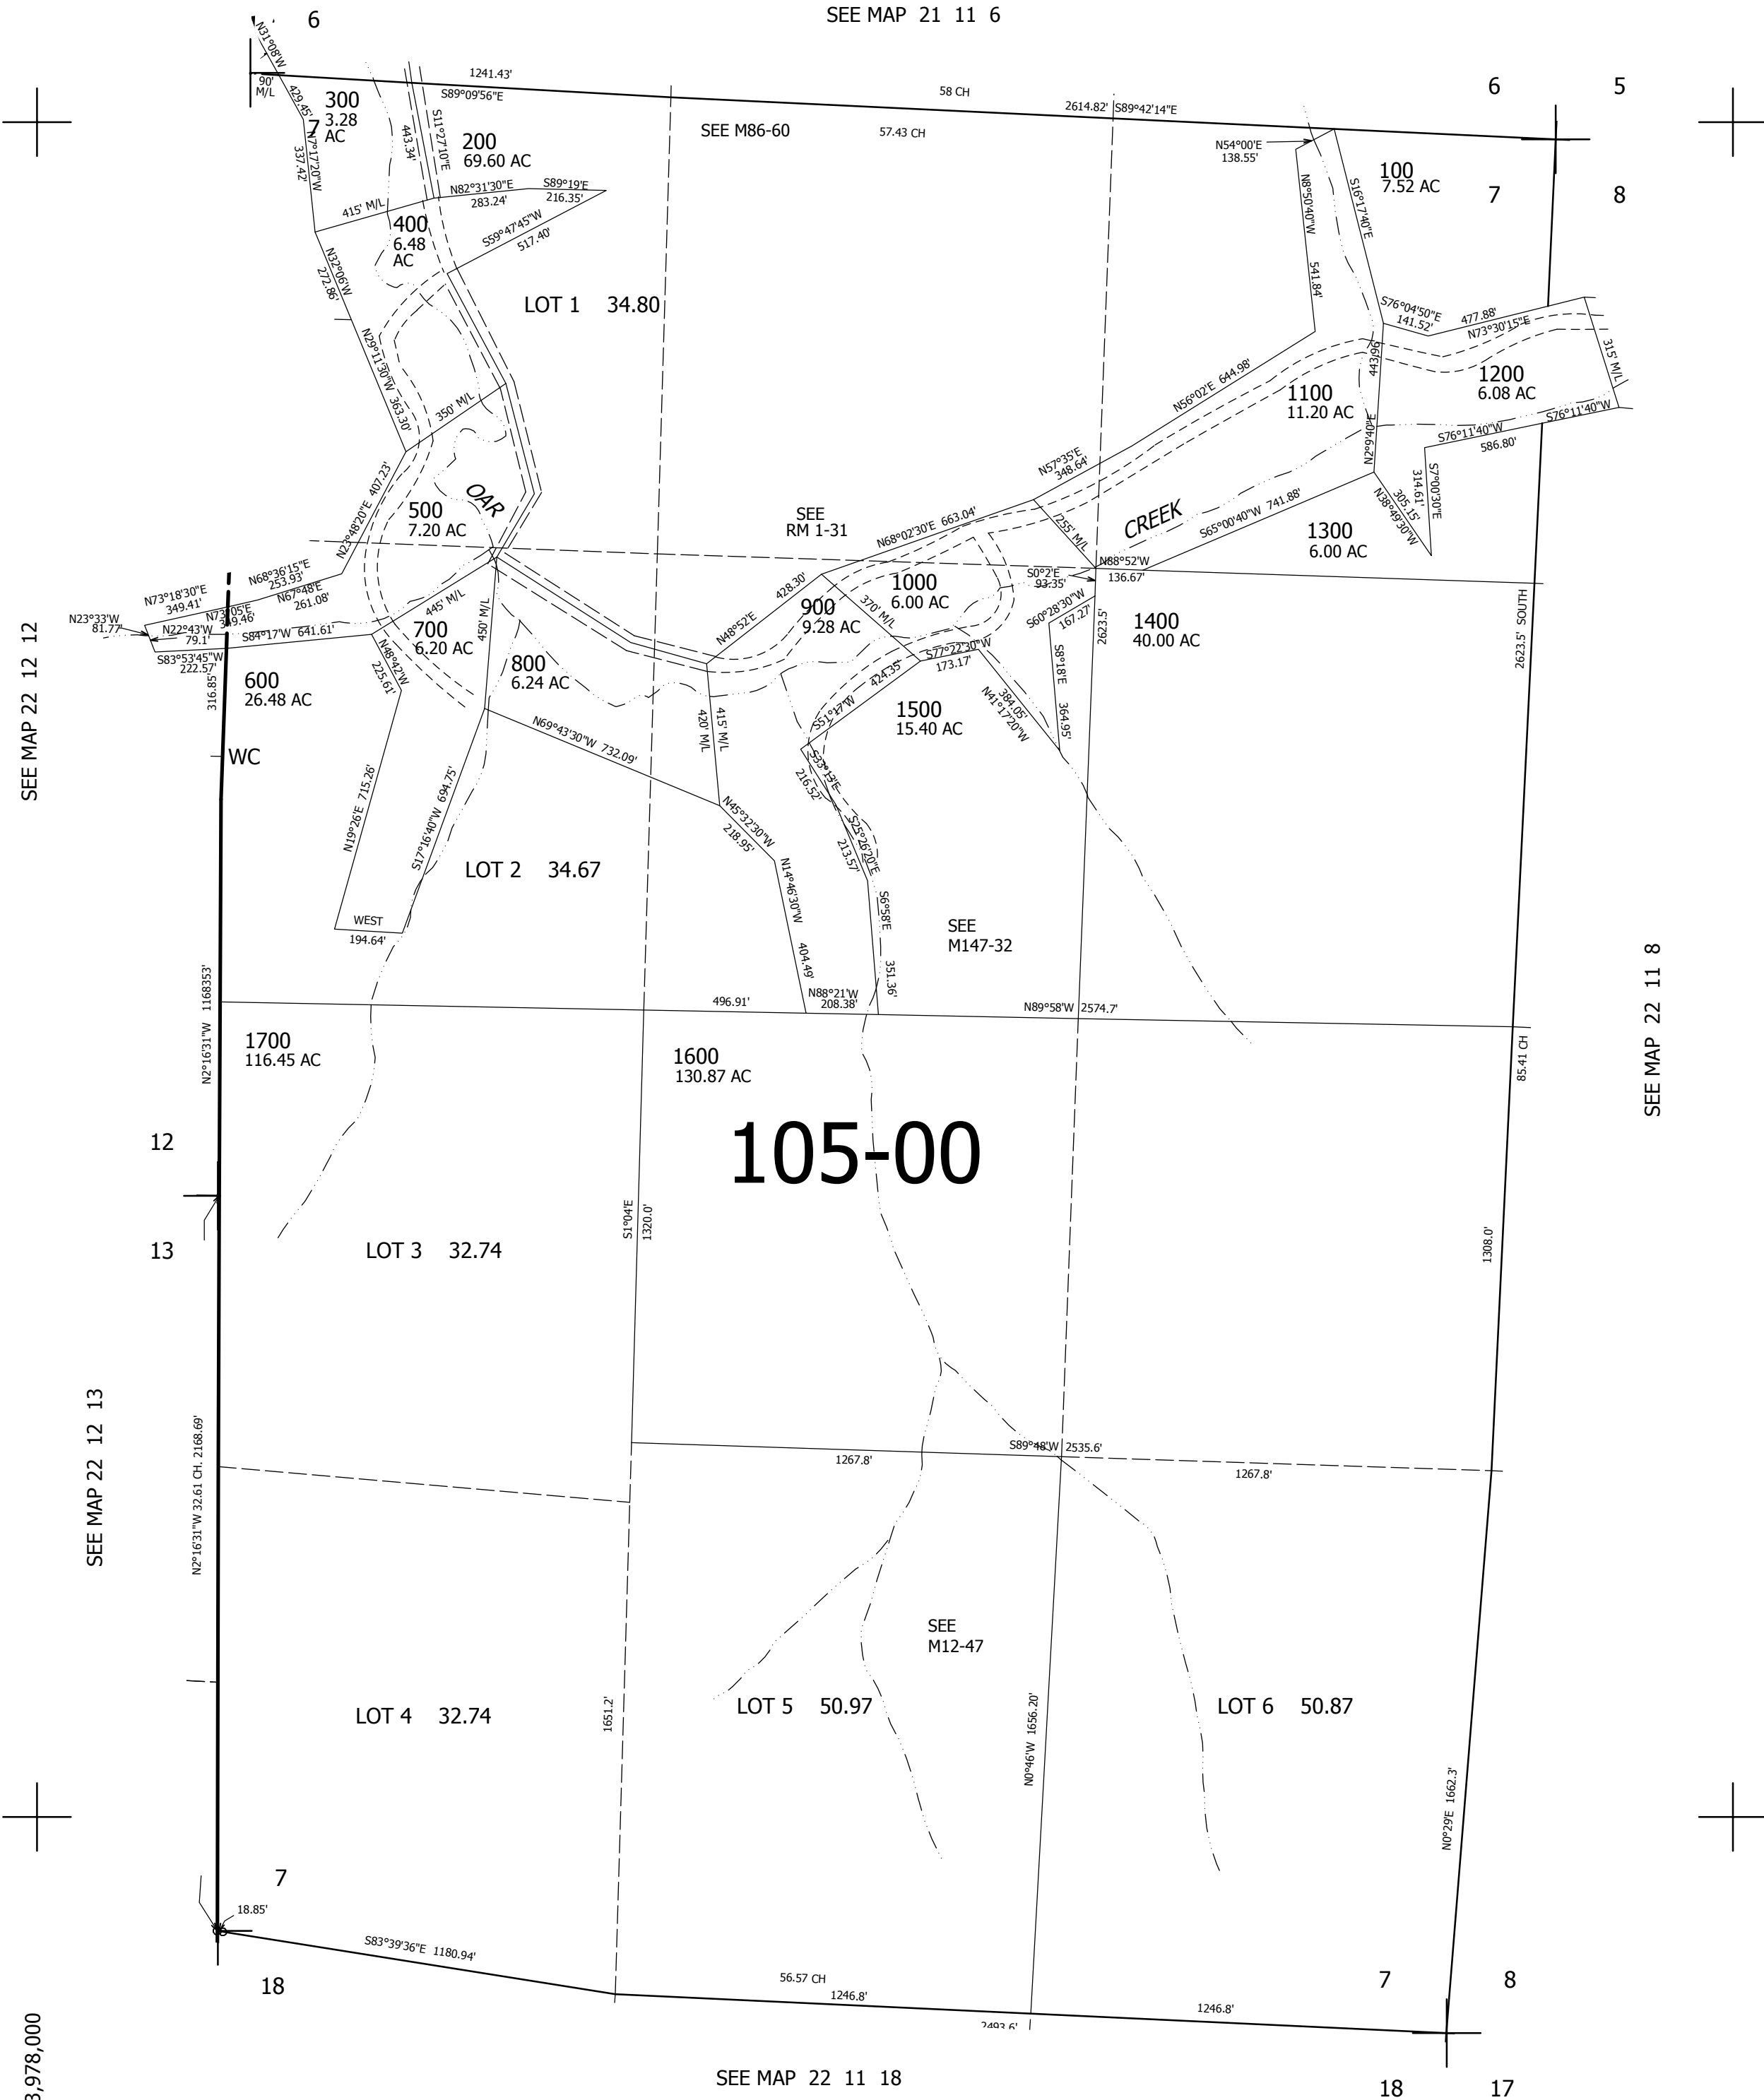 SEE MAP 21 11 6
6
N31°08'W
90'
M/L
1241.43'
S89°09'56"E
58 CH
2614.82' S89°42'14"E
57.43 CH
SEE M86-60
6 5
7 8
429.45'
300
3.28
AC
7
N7°17'20"W
337.42'
443.34'
S11°27'10"E
200
69.60 AC
N54°00'E
138.55'
100
7.52 AC
N8°50'40"W
541.84'
S16°17'40"E
N82°31'30"E
283.24'
S89°19'E
216.35'
415' M/L
400
6.48
AC
S59°47'45"W
517.40'
N32°06'W
272.86'
LOT 1 34.80
S76°04'50"E
141.52'
477.88'
N73°30'15"E
315' M/L
N29°11'30"W 363.30'
350' M/L
N56°02'E 644.98'
443.96'
1100
11.20 AC
1200
6.08 AC
N2°9'40"E
S76°11'40"W
S76°11'40"W
586.80'
N57°35'E
348.64'
N23°48'20"E 407.23'
500
7.20 AC
OAR
SEE
RM 1-31
N68°02'30"E 663.04'
255' M/L
CREEK
S65°00'40"W 741.88'
305.15'
N38°49'30"W
314.61'
S7°00'30"E
1300
6.00 AC
N88°52'W
136.67'
S0°2'E
93.35'
N73°18'30"E
349.41'
N68°36'15"E
253.93'
N67°48'E
261.08'
N73°05'E
349.46'
N23°33'W
81.77'
N22°43'W
79.1'
S84°17'W 641.61'
S83°53'45"W
222.57'
316.85'
600
26.48 AC
WC
445' M/L
700
6.20 AC
450' M/L
N48°42'W
225.61'
800
6.24 AC
N48°52'E
428.30'
900
9.28 AC
370' M/L
1000
6.00 AC
S60°28'30"W
167.27'
2623.5'
1400
40.00 AC
2623.5' SOUTH
S77°22'30"W
173.17'
424.35'
S51°17'W
1500
15.40 AC
384.05'
N41°17'20"W
S8°18'E
364.95'
N69°43'30"W 732.09'
420' M/L
415' M/L
S33°13'E
216.52'
N45°32'30"W
218.95'
S25°26'20"E
213.57'
N19°26'E 715.26'
S17°16'40"W 694.75'
LOT 2 34.67
WEST
194.64'
N14°46'30"W 404.49'
S6°58'E
351.36'
SEE
M147-32
SEE MAP 22 12 12
N2°16'31"W 1168353'
496.91'
N88°21'W
208.38'
N89°58'W 2574.7'
SEE MAP 22 11 8
85.41 CH
1700
116.45 AC
1600
130.87 AC
105-00
12
13
S1°04'E
1320.0'
1308.0'
LOT 3 32.74
SEE MAP 22 12 13
N2°16'31"W 32.61 CH. 2168.69'
S89°48'W 2535.6'
1267.8'
1267.8'
SEE
M12-47
LOT 4 32.74
1651.2'
LOT 5 50.97
N0°46'W 1656.20'
LOT 6 50.87
N0°29'E 1662.3'
7
18.85'
S83°39'36"E 1180.94'
18
56.57 CH
1246.8'
1246.8'
2493.6'
7 8
SEE MAP 22 11 18
18 17
3,978,000